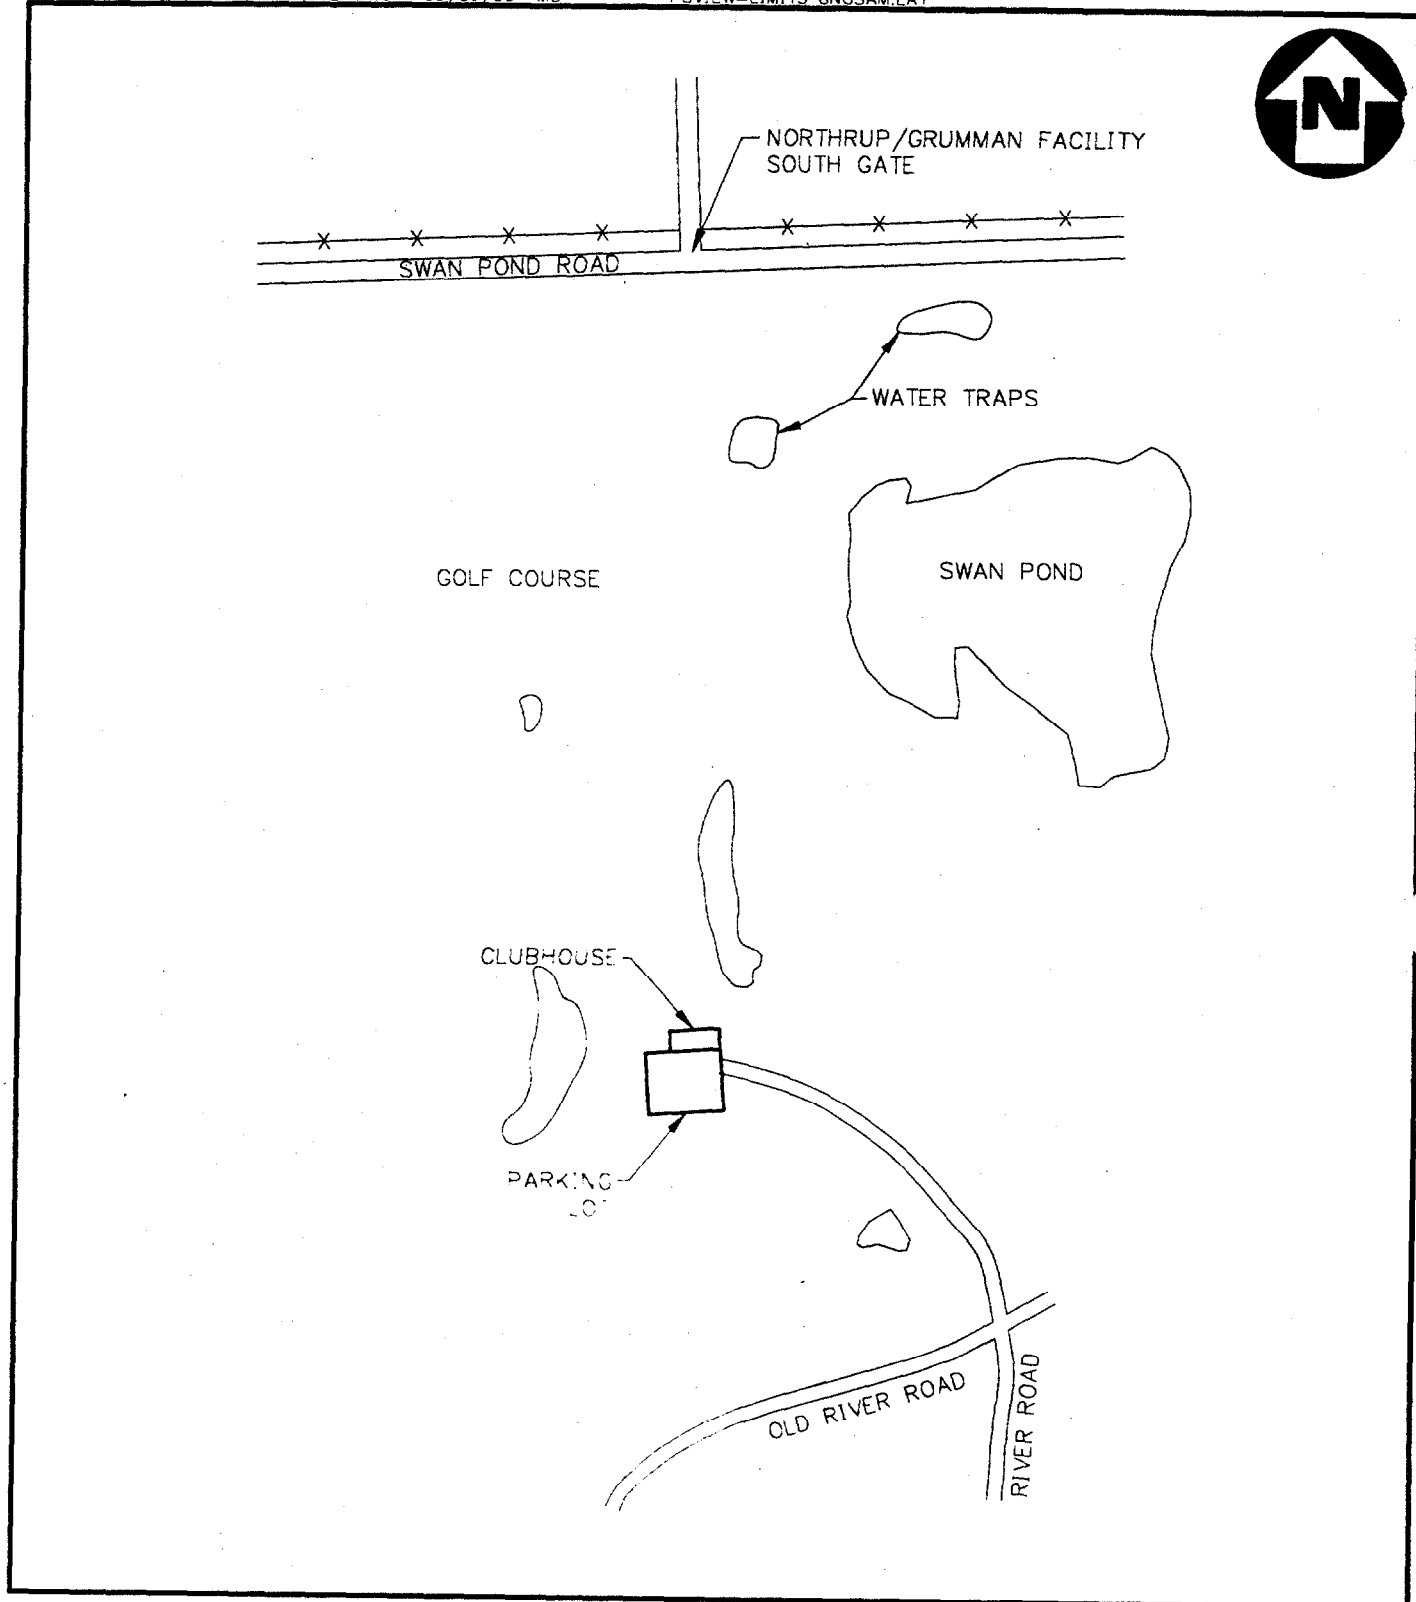 N
NORTHRUP/GRUMMAN FACILITY
SOUTH GATE
SWAN POND ROAD
WATER TRAPS
GOLF COURSE
SWAN POND
CLUBHOUSE
PARKING
OLD RIVER ROAD
RIVER ROAD